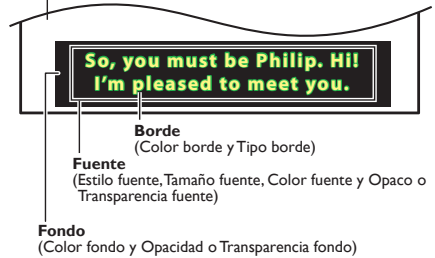 So, you must be Philip. Hi!
I'm pleased to meet you.
Borde
(Color borde y Tipo borde)
Fuente
(Estilo fuente, Tamaño fuente, Color fuente y Opaco o
Transparencia fuente)
Fondo
(Color fondo y Opacidad o Transparencia fondo)